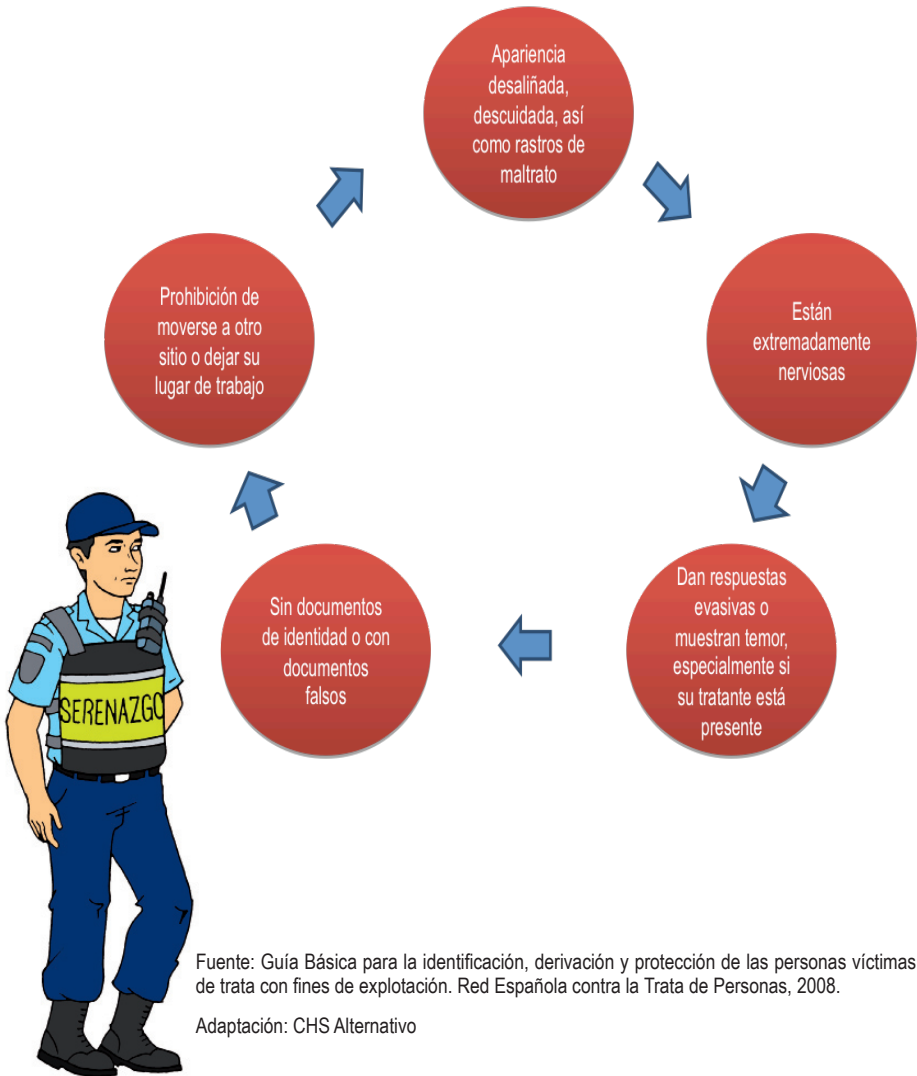 Apariencia
desaliñada,
descuidada, así
como rastros de
maltrato
Están
extremadamente
nerviosas
Dan respuestas
evasivas o
muestran temor,
especialmente si
su tratante está
presente
Sin documentos
de identidad o con
documentos
falsos
Prohibición de
moverse a otro
sitio o dejar su
lugar de trabajo
SERENAZGO
Fuente: Guía Básica para la identificación, derivación y protección de las personas víctimas
de trata con fines de explotación. Red Española contra la Trata de Personas, 2008.
Adaptación: CHS Alternativo